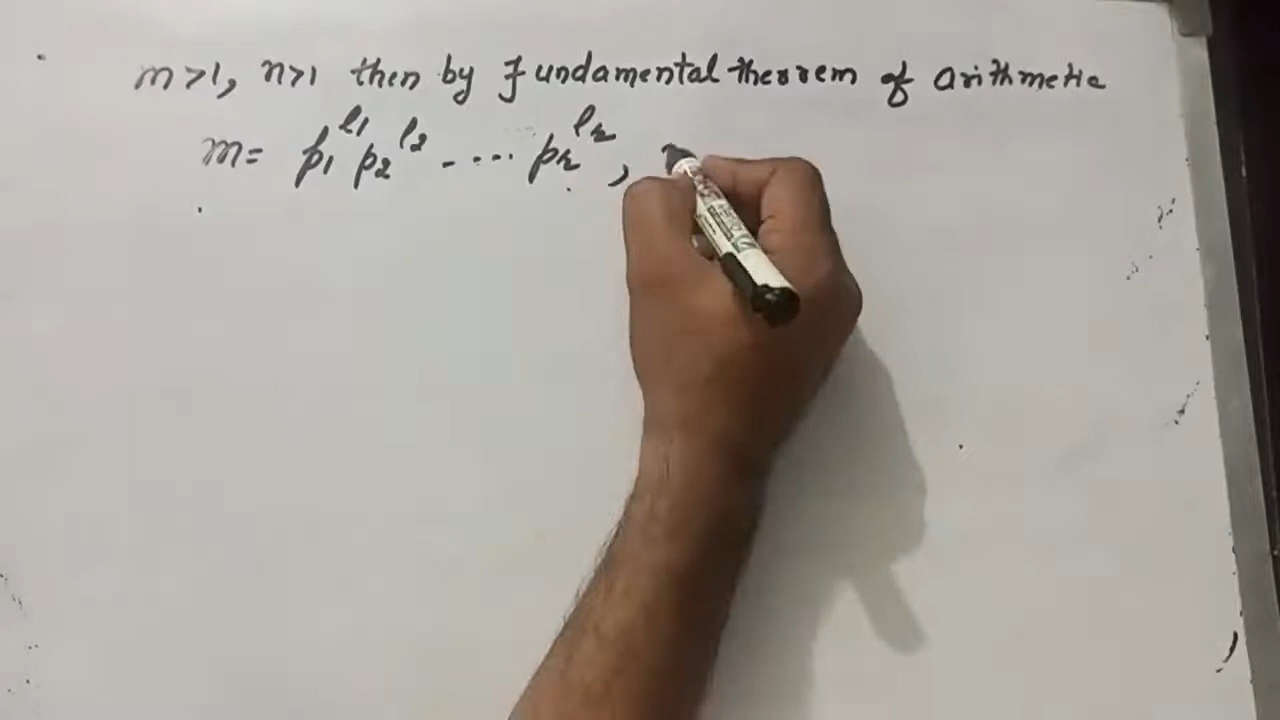 m>1, n>1 then by Fundamental theorem of arithmetic
m= p₁^l₁ p₂^l₂ ---- pᵣ^lᵣ ,